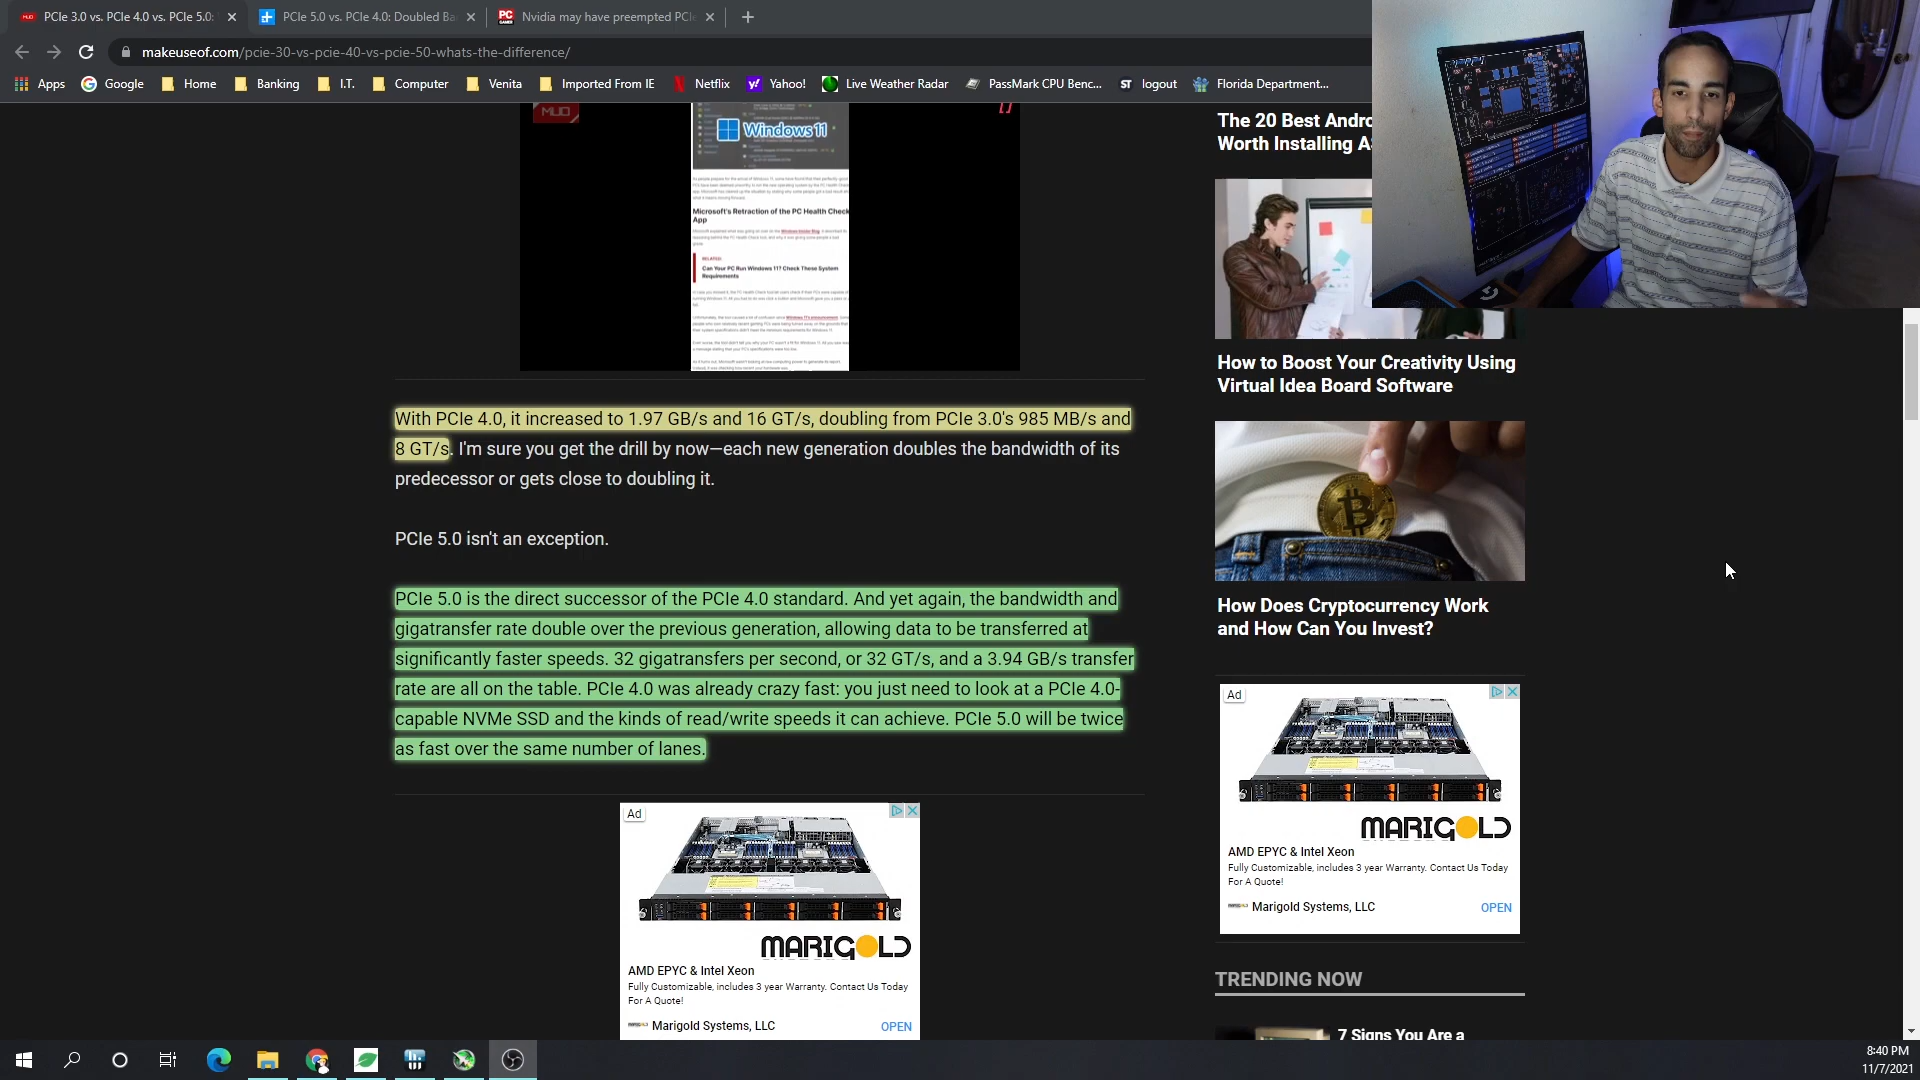 PCIe 3.0 vs. PCIe 4.0 vs. PCIe 5.0:
PCIe 5.0 vs. PCIe 4.0: Doubled Ba
Nvidia may have preempted PCIe
makeuseof.com/pcie-30-vs-pcie-40-vs-pcie-50-whats-the-difference/
Apps Google Home Banking I.T. Computer Venita Imported From IE Netflix Yahoo! Live Weather Radar PassMark CPU Benc... ST logout Florida Department...
MUO
Windows 11
Microsoft's Retraction of the PC Health Check
App
RELATED:
Can Your PC Run Windows 11? Check These System
Requirements
With PCIe 4.0, it increased to 1.97 GB/s and 16 GT/s, doubling from PCIe 3.0's 985 MB/s and
8 GT/s. I'm sure you get the drill by now—each new generation doubles the bandwidth of its
predecessor or gets close to doubling it.
PCIe 5.0 isn't an exception.
PCIe 5.0 is the direct successor of the PCIe 4.0 standard. And yet again, the bandwidth and
gigatransfer rate double over the previous generation, allowing data to be transferred at
significantly faster speeds. 32 gigatransfers per second, or 32 GT/s, and a 3.94 GB/s transfer
rate are all on the table. PCIe 4.0 was already crazy fast: you just need to look at a PCIe 4.0-
capable NVMe SSD and the kinds of read/write speeds it can achieve. PCIe 5.0 will be twice
as fast over the same number of lanes.
Ad
MARIGOLD
AMD EPYC & Intel Xeon
Fully Customizable, includes 3 year Warranty. Contact Us Today
For A Quote!
Marigold Systems, LLC
OPEN
The 20 Best Andro
Worth Installing A
How to Boost Your Creativity Using
Virtual Idea Board Software
How Does Cryptocurrency Work
and How Can You Invest?
Ad
MARIGOLD
AMD EPYC & Intel Xeon
Fully Customizable, includes 3 year Warranty. Contact Us Today
For A Quote!
Marigold Systems, LLC
OPEN
TRENDING NOW
7 Signs You Are a
8:40 PM
11/7/2021